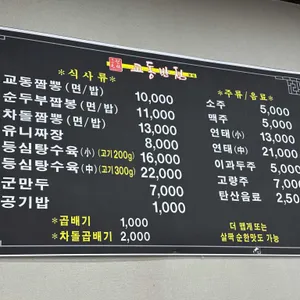 교동반점
*식사류*
교동짬뽕 (면/밥) 10,000
순두부짬뽕 (면/밥) 11,000
차돌짬뽕 (면/밥) 13,000
유니짜장 8,000
등심탕수육 (小) (고기200g) 16,000
등심탕수육 (中) (고기300g) 22,000
군만두 7,000
공기밥 1,000
*곱배기 1,000
*차돌곱배기 2,000
*주류/음료*
소주 5,000
맥주 5,000
연태 (小) 13,000
연태 (中) 21,000
이과두주 5,000
고량주 7,000
탄산음료 2,50
더 맵게 또는
살짝 순한맛도 가능